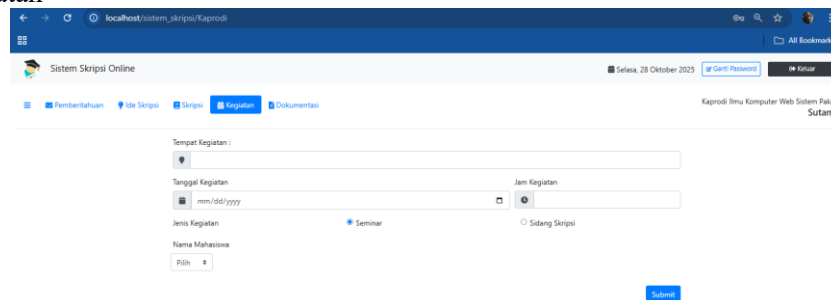 localhost/sistem_skripsi/Kaprodi
All Bookmark
Sistem Skripsi Online
Selasa, 28 Oktober 2025
Ganti Password
Keluar
Pemberitahuan
Ide Skripsi
Skripsi
Kegiatan
Dokumentasi
Kaprodi Ilmu Komputer Web Sistem Pak
Sutan
Tempat Kegiatan :
Tanggal Kegiatan
Jam Kegiatan
mm/dd/yyyy
Jenis Kegiatan
Seminar
Sidang Skripsi
Nama Mahasiswa
Pilih
Submit